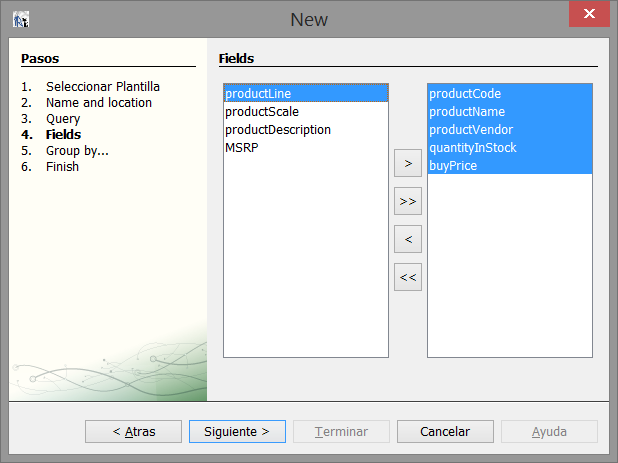 New
Pasos
1. Seleccionar Plantilla
2. Name and location
3. Query
4. Fields
5. Group by...
6. Finish
Fields
productLine
productScale
productDescription
MSRP
>
>>
<
<<
productCode
productName
productVendor
quantityInStock
buyPrice
< Atras
Siguiente >
Terminar
Cancelar
Ayuda